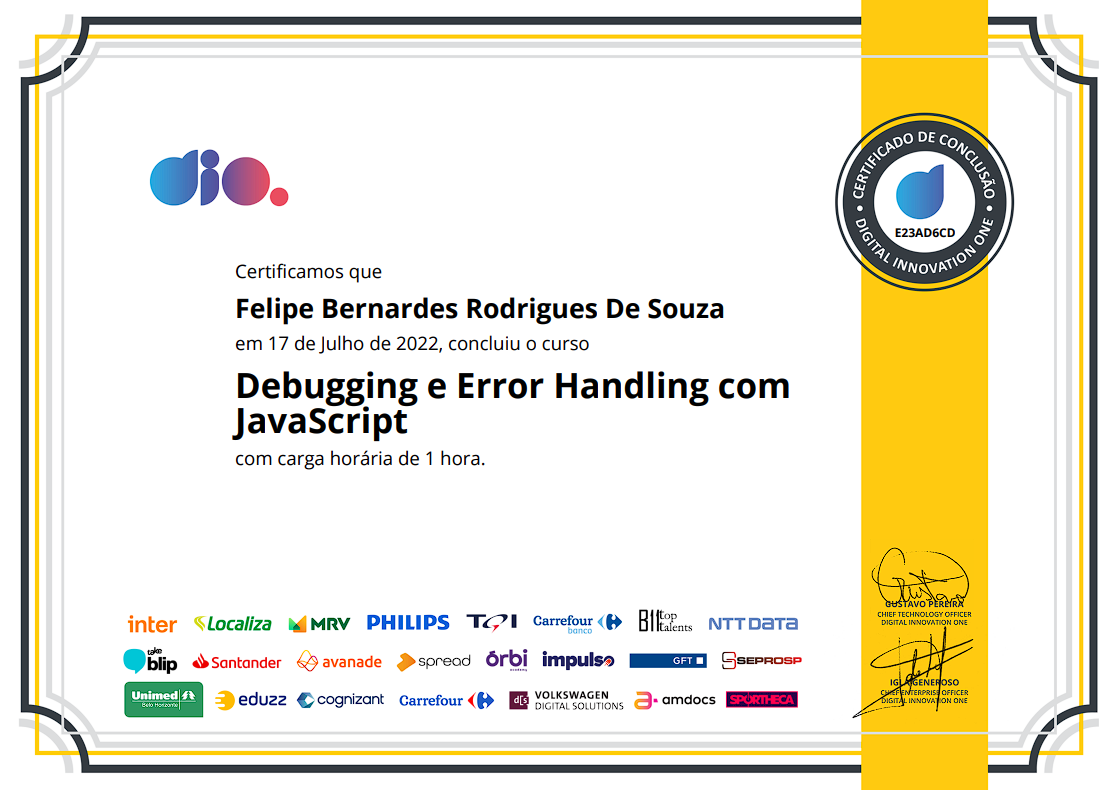 dio.
CERTIFICADO DE CONCLUSÃO
E23AD6CD
DIGITAL INNOVATION ONE
Certificamos que
Felipe Bernardes Rodrigues De Souza
em 17 de Julho de 2022, concluiu o curso
Debugging e Error Handling com
JavaScript
com carga horária de 1 hora.
inter Localiza MRV PHILIPS TQI Carrefour banco B11 top talents NTT DATA
take blip Santander avanade spread órbi academy impulso GFT SEPROSP
Unimed Belo Horizonte eduzz cognizant Carrefour d[s VOLKSWAGEN DIGITAL SOLUTIONS amdocs SPORTHECA
Gustavo
GUSTAVO PEREIRA
CHIEF TECHNOLOGY OFFICER
DIGITAL INNOVATION ONE
IGLÁ GENEROSO
CHIEF ENTERPRISE OFFICER
DIGITAL INNOVATION ONE